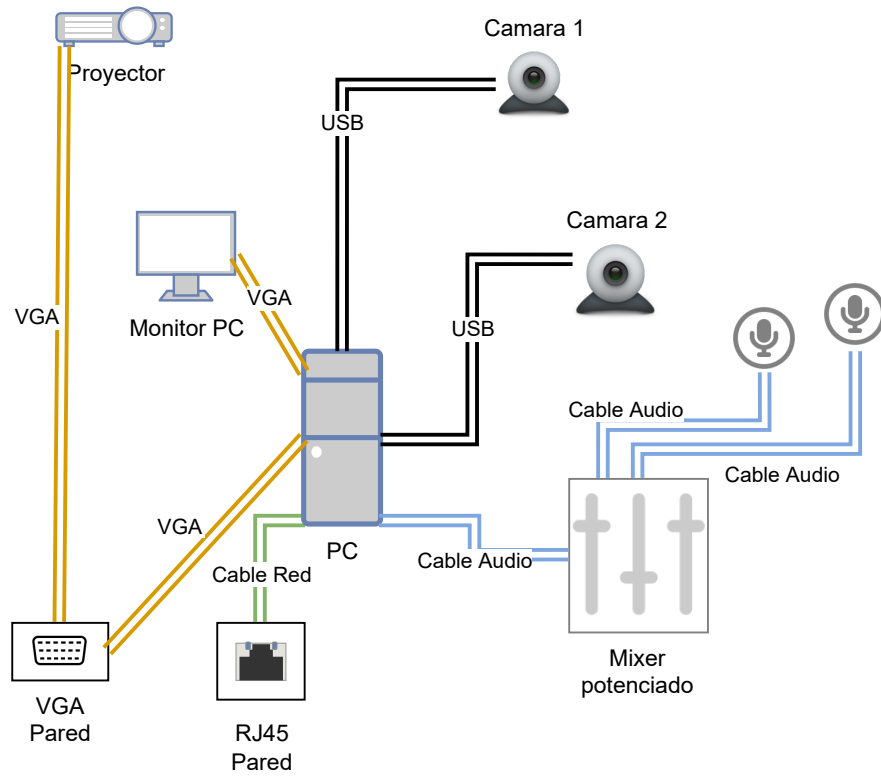 Camara 1
Proyector
USB
Camara 2
VGA
VGA
Monitor PC
USB
Cable Audio
Cable Audio
VGA
PC
Cable Audio
Cable Red
Mixer
potenciado
VGA
Pared
RJ45
Pared